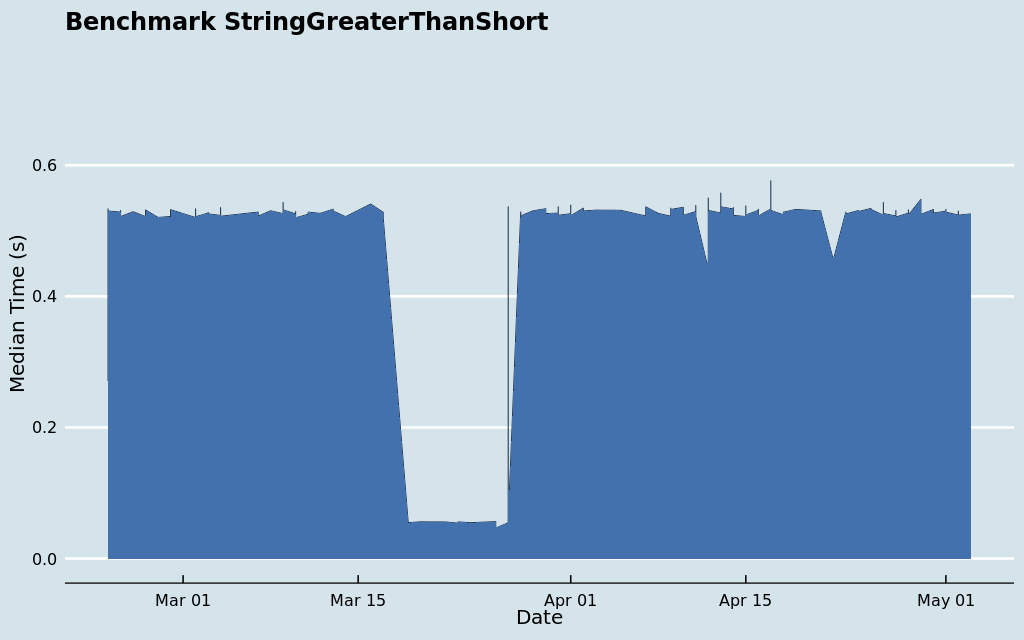 Benchmark StringGreaterThanShort
Median Time (s)
0.6
0.4
0.2
0.0
Mar 01
Mar 15
Apr 01
Apr 15
May 01
Date